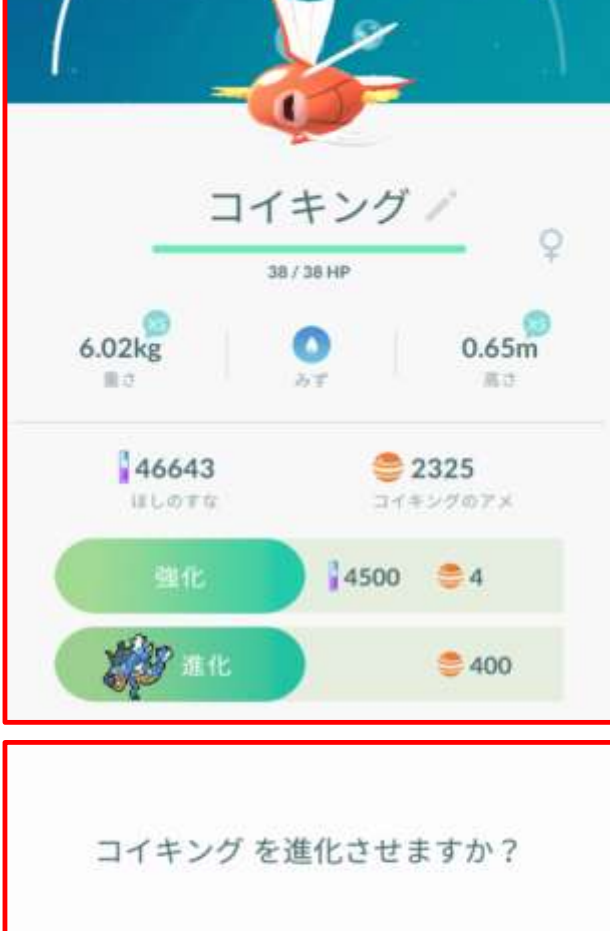 コイキング
38 / 38 HP
XS XS
6.02kg 0.65m
重さ みず 高さ
46643 2325
ほしのすな コイキングのアメ
強化 4500 4
進化 400
コイキング を進化させますか？